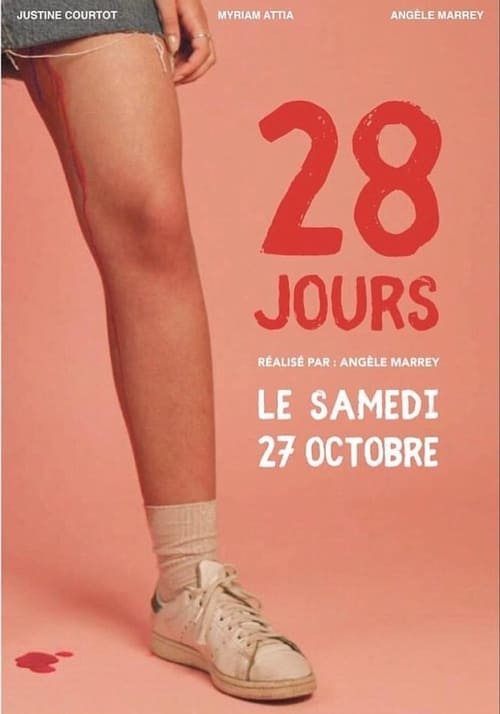 JUSTINE COURTOT MYRIAM ATTIA ANGÈLE MARREY
28
JOURS
RÉALISÉ PAR : ANGÈLE MARREY
LE SAMEDI
27 OCTOBRE